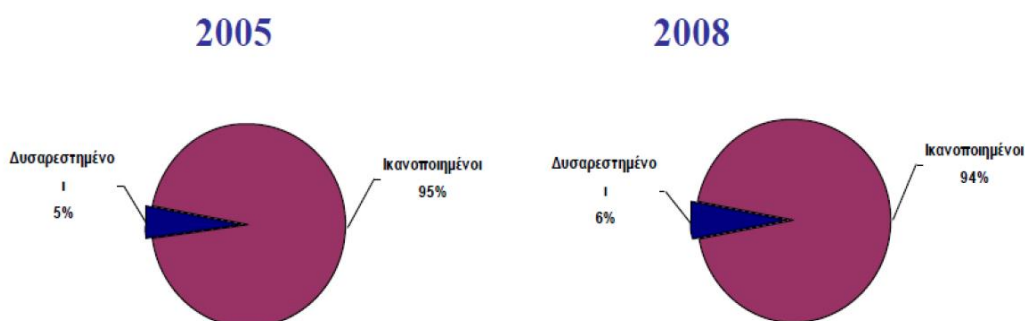 2005
2008
Δυσαρεστημένο
ι
5%
Ικανοποιημένοι
95%
Δυσαρεστημένο
ι
6%
Ικανοποιημένοι
94%